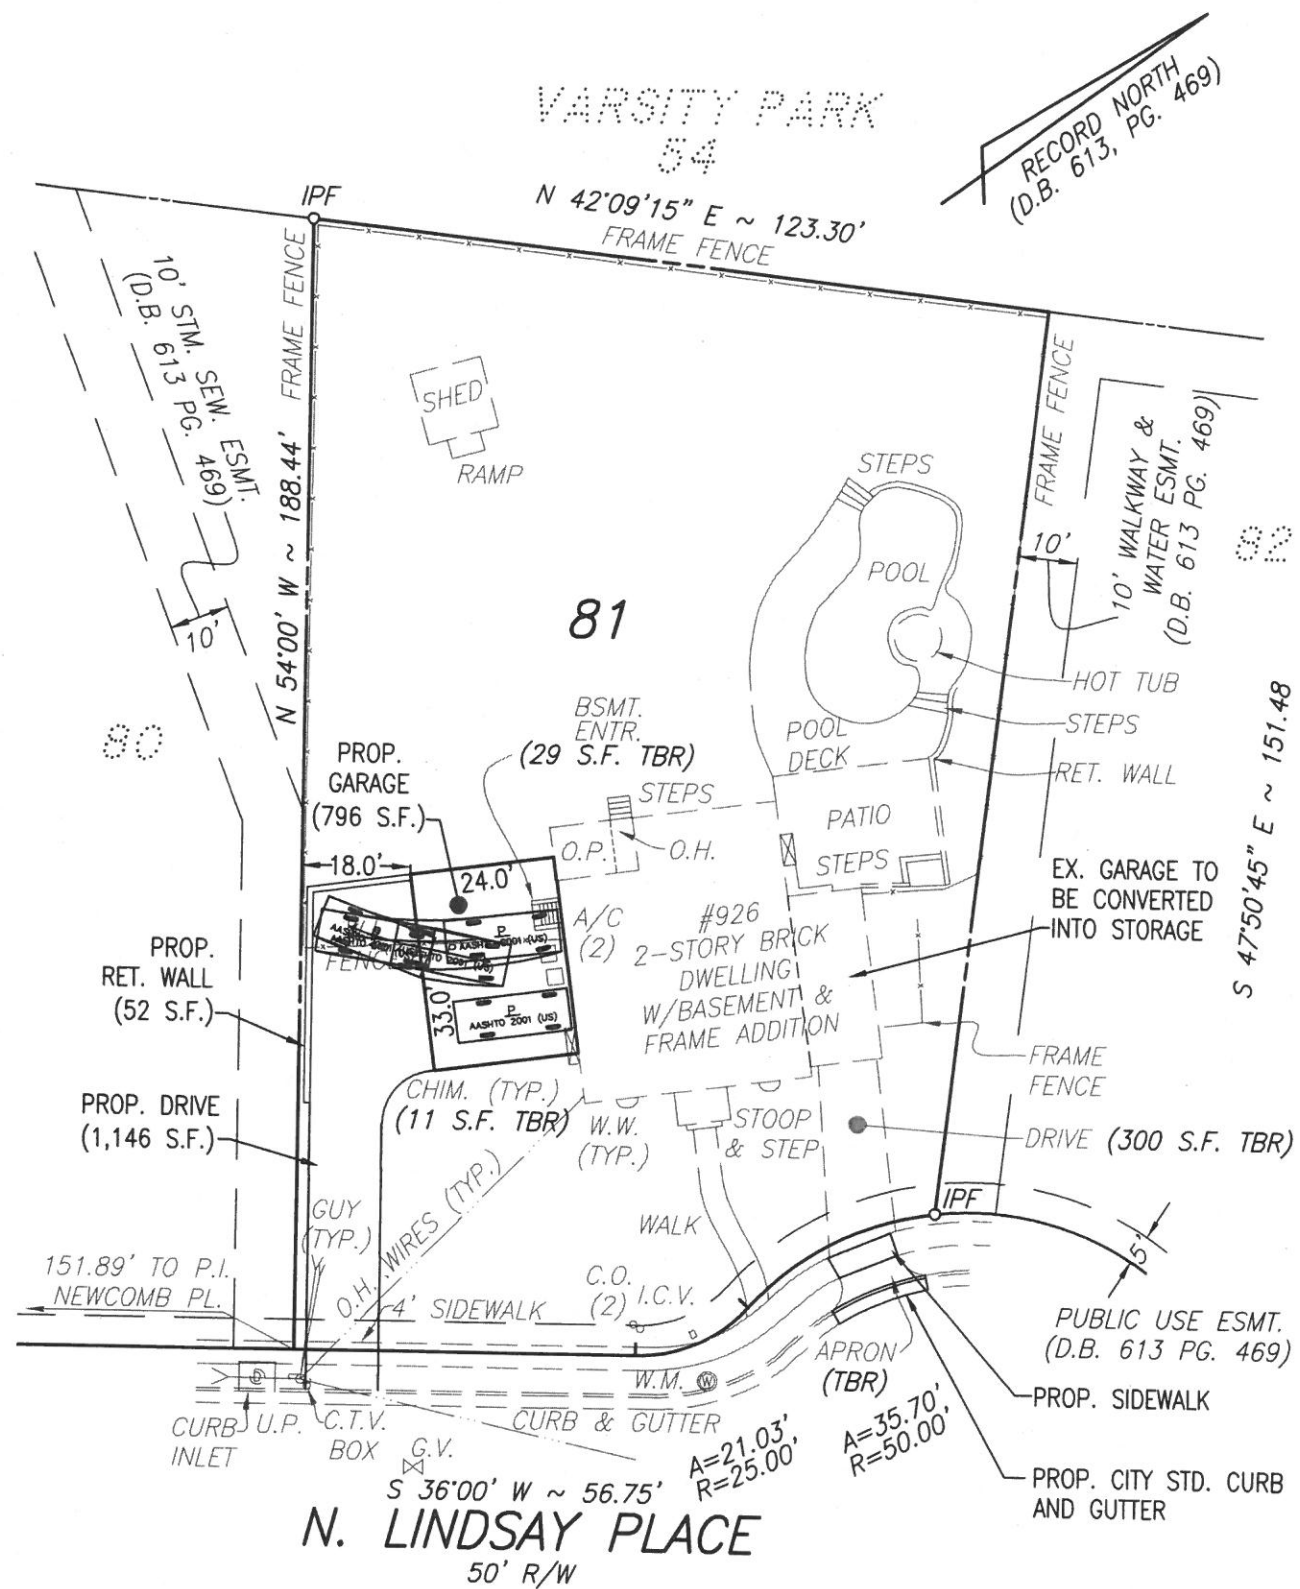 VARSITY PARK
54
RECORD NORTH
(D.B. 613, PG. 469)
IPF
N 42°09'15" E ~ 123.30'
FRAME FENCE
10' STM. SEW. ESMT.
(D.B. 613 PG. 469)
FRAME FENCE
N 54°00' W ~ 188.44'
SHED
RAMP
STEPS
FRAME FENCE
10' WALKWAY &
WATER ESMT.
(D.B. 613 PG. 469)
82
POOL
10'
10'
81
HOT TUB
STEPS
BSMT.
ENTR.
(29 S.F. TBR)
POOL
DECK
RET. WALL
80
PROP.
GARAGE
(796 S.F.)
STEPS
PATIO
STEPS
O.P.
O.H.
S 47°50'45" E ~ 151.48
18.0'
24.0'
EX. GARAGE TO
BE CONVERTED
INTO STORAGE
A/C
(2)
#926
2-STORY BRICK
DWELLING
W/BASEMENT &
FRAME ADDITION
PROP.
RET. WALL
(52 S.F.)
FENCE
33.0'
P
AASHTO 2001 (US)
P
AASHTO 2001 (US)
FRAME
FENCE
CHIM. (TYP.)
(11 S.F. TBR)
PROP. DRIVE
(1,146 S.F.)
W.W.
(TYP.)
STOOP
& STEP
DRIVE (300 S.F. TBR)
GUY
(TYP.)
O.H. WIRES (TYP.)
WALK
IPF
5'
151.89' TO P.I.
NEWCOMB PL.
4' SIDEWALK
C.O.
(2)
I.C.V.
PUBLIC USE ESMT.
(D.B. 613 PG. 469)
APRON
(TBR)
W.M.
W
PROP. SIDEWALK
CURB
INLET
D
U.P.
C.T.V.
BOX
CURB & GUTTER
G.V.
A=21.03',
R=25.00'
A=35.70',
R=50.00'
PROP. CITY STD. CURB
AND GUTTER
S 36°00' W ~ 56.75'
N. LINDSAY PLACE
50' R/W